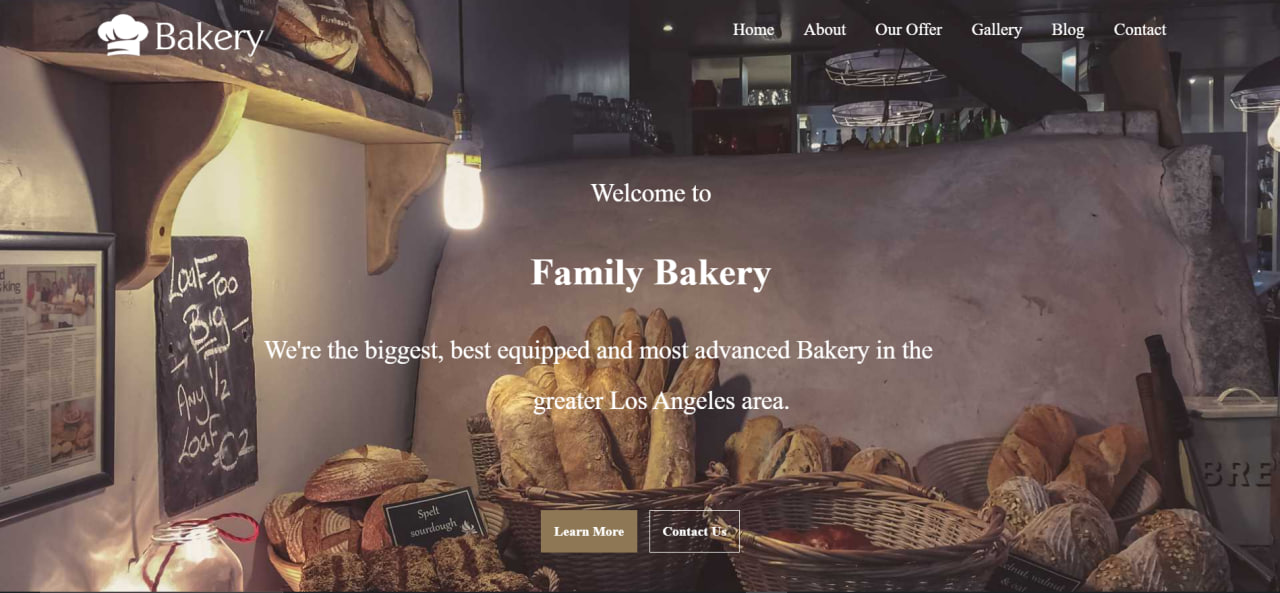 Bakery
Home
About
Our Offer
Gallery
Blog
Contact
Welcome to
Family Bakery
We're the biggest, best equipped and most advanced Bakery in the
greater Los Angeles area.
LOAF TOO
BIG
ANY 1/2
LOAF £2
Spelt
sourdough
walnut
BRE
Learn More
Contact Us